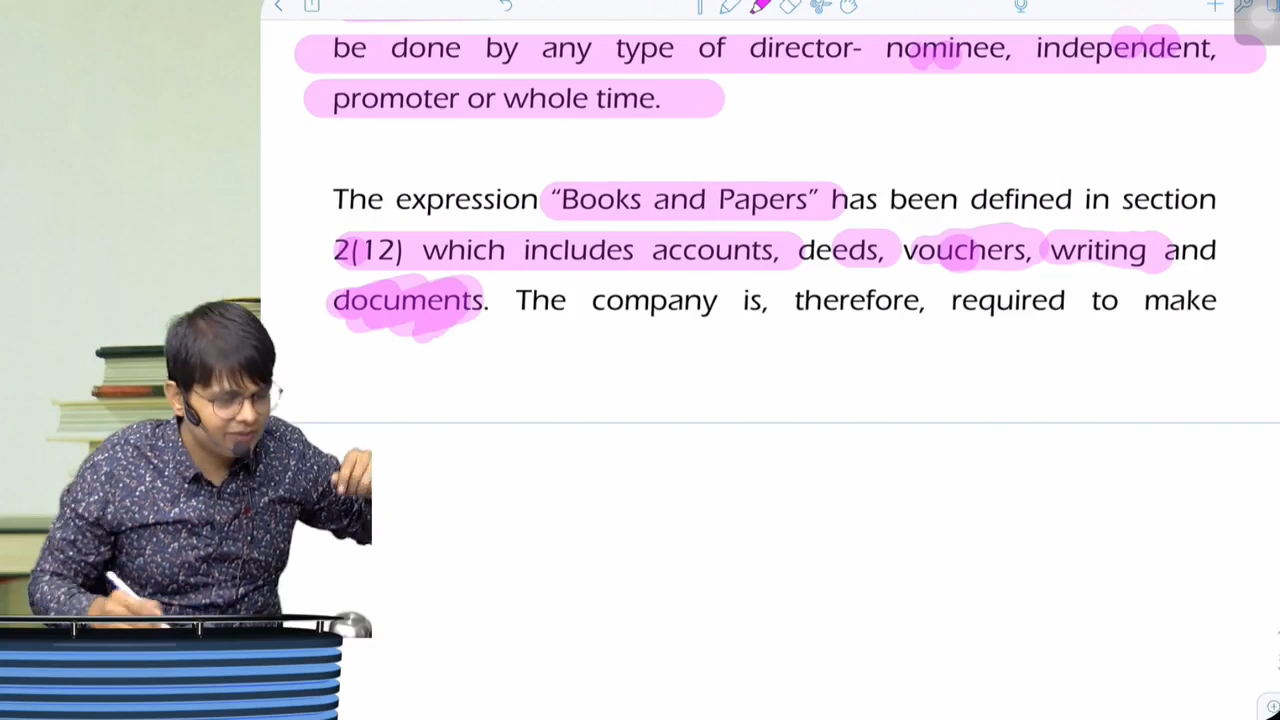 be done by any type of director- nominee, independent,
promoter or whole time.
The expression “Books and Papers” has been defined in section
2(12) which includes accounts, deeds, vouchers, writing and
documents. The company is, therefore, required to make